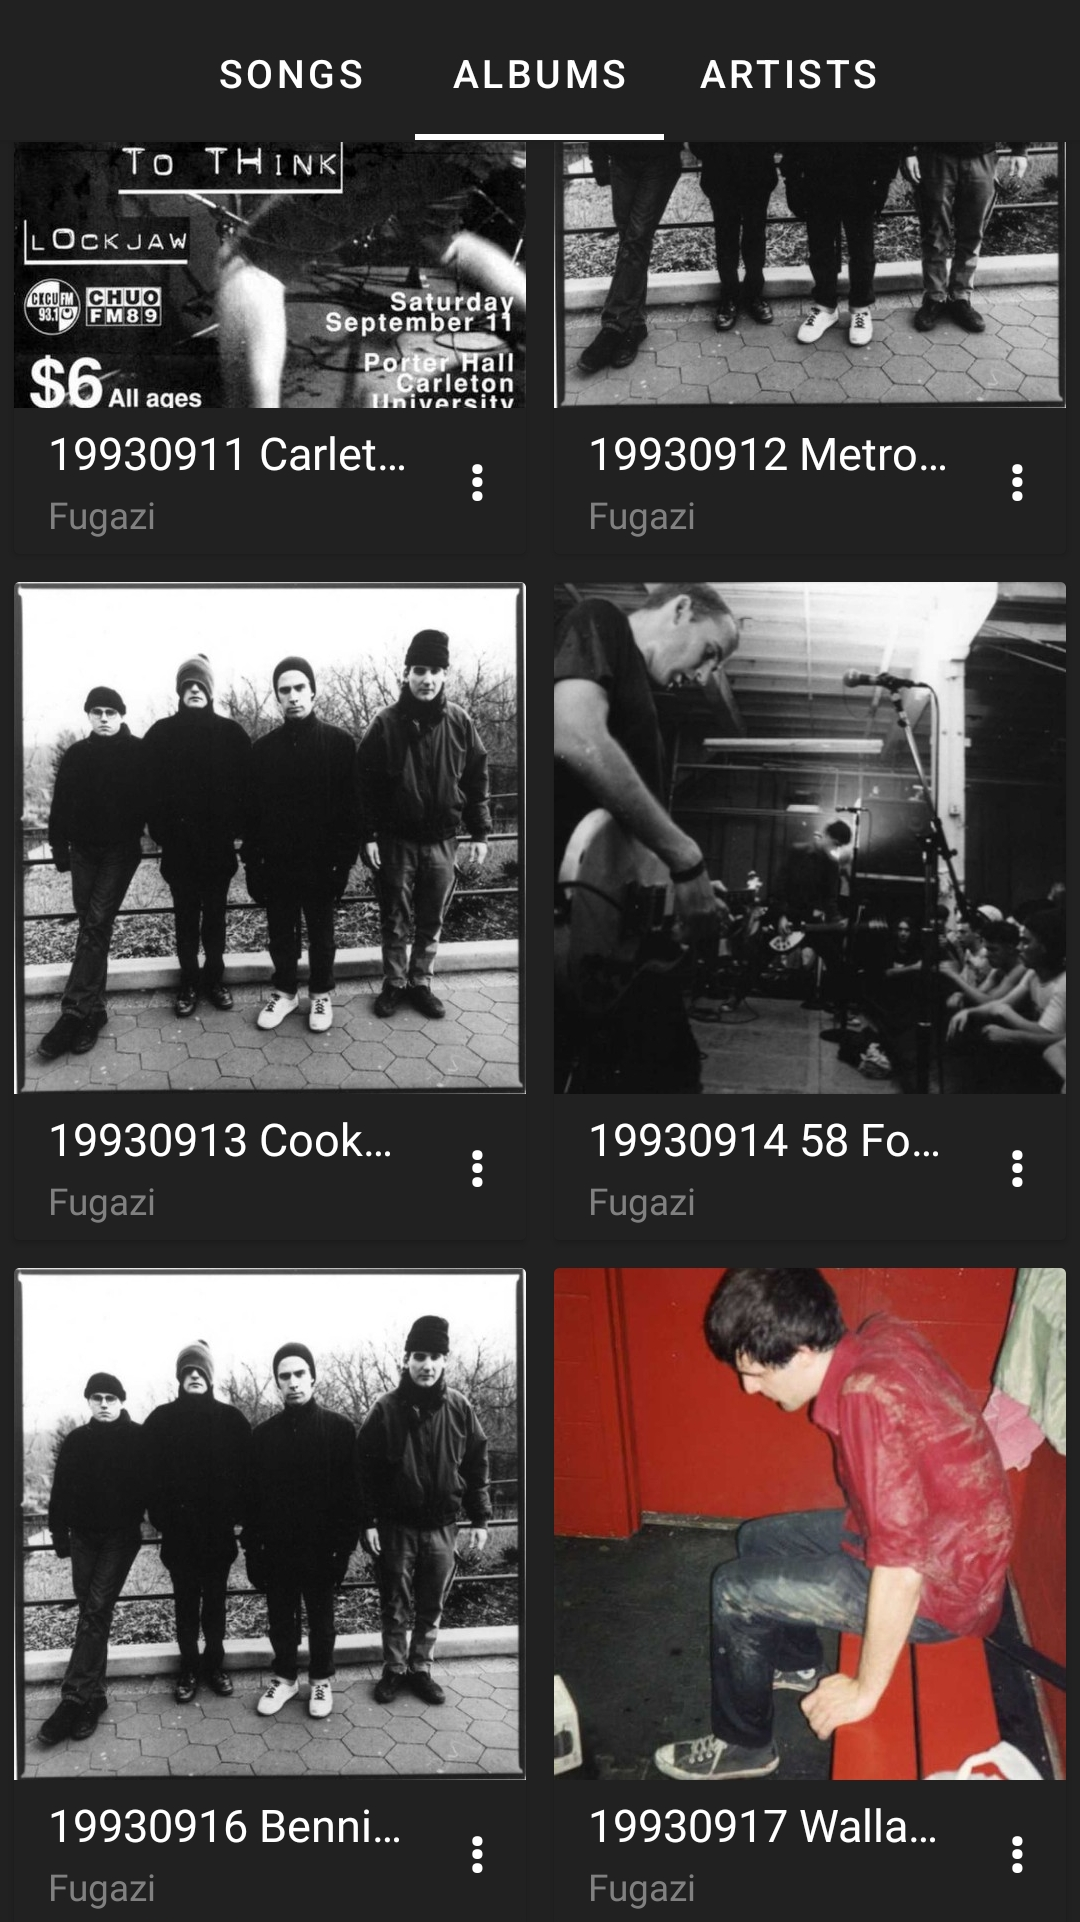 SONGS ALBUMS ARTISTS
To THINK
LOCKJAW
CKCU FM
93.1
CHUO
FM89
Saturday
September 11
Porter Hall
Carleton
University
$6 All ages
19930911 Carlet...
Fugazi
19930912 Metro...
Fugazi
19930913 Cook...
Fugazi
19930914 58 Fo...
Fugazi
19930916 Benni...
Fugazi
19930917 Walla...
Fugazi